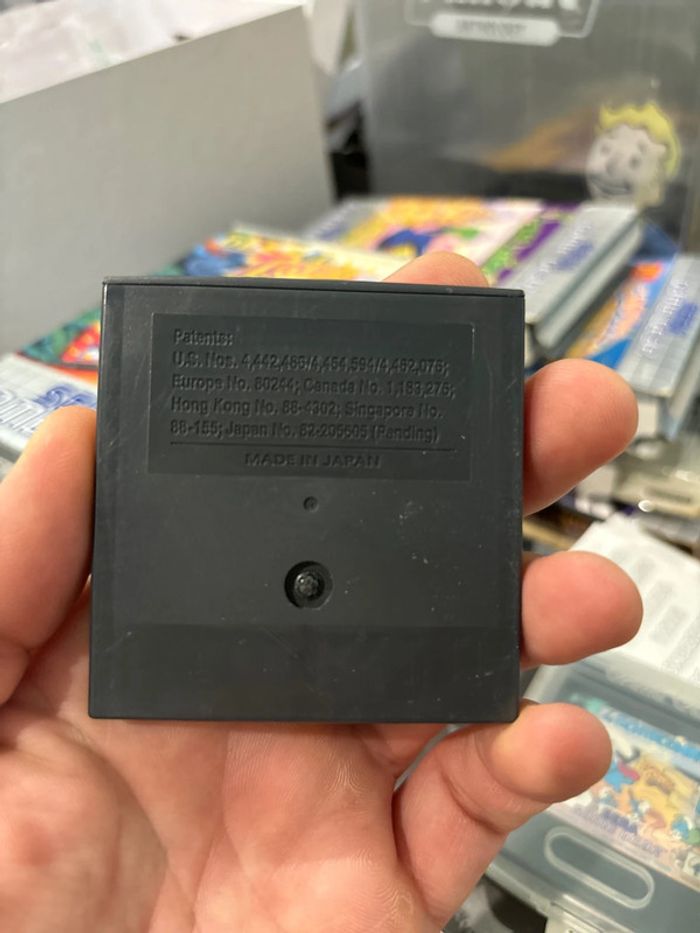 Patents:
U.S. Nos. 4,442,486/4,454,594/4,462,076;
Europe No. 80244; Canada No. 1,183,276;
Hong Kong No. 88-4302; Singapore No.
88-155; Japan No. 82-205605 (Pending)
MADE IN JAPAN